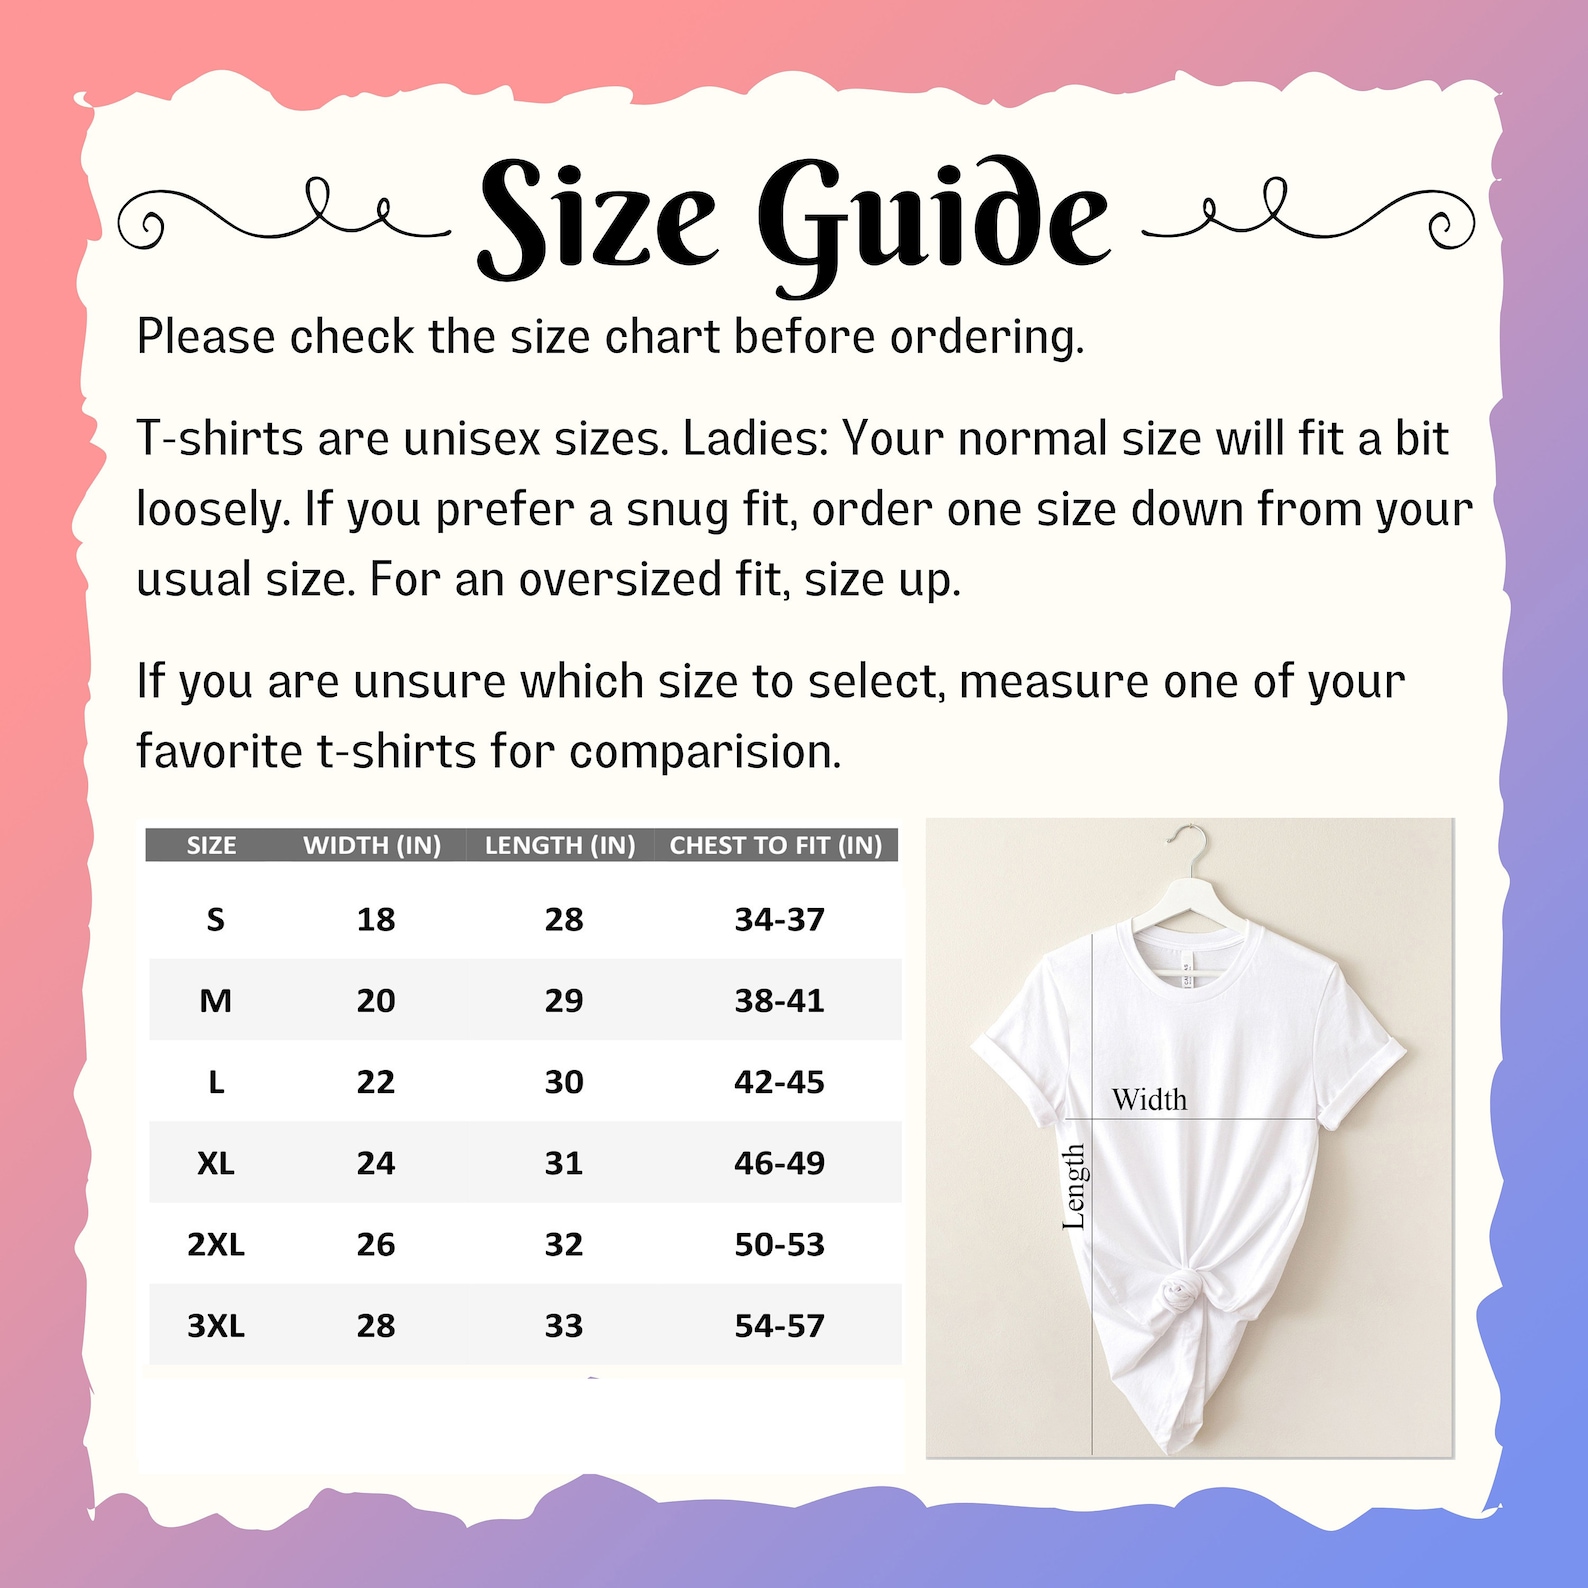 Size Guide
Please check the size chart before ordering.
T-shirts are unisex sizes. Ladies: Your normal size will fit a bit
loosely. If you prefer a snug fit, order one size down from your
usual size. For an oversized fit, size up.
If you are unsure which size to select, measure one of your
favorite t-shirts for comparision.
SIZE WIDTH (IN) LENGTH (IN) CHEST TO FIT (IN)
S 18 28 34-37
M 20 29 38-41
L 22 30 42-45
XL 24 31 46-49
2XL 26 32 50-53
3XL 28 33 54-57
Width
Length